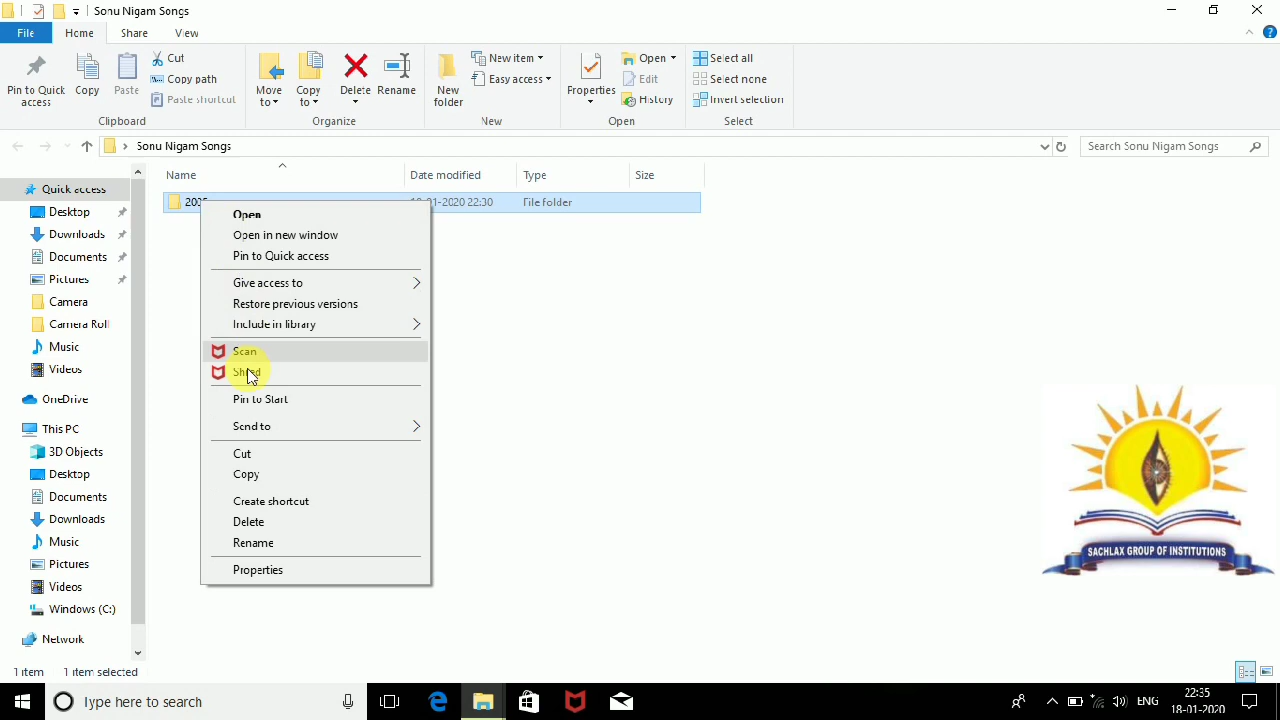 Sonu Nigam Songs
File Home Share View
Pin to Quick access
Copy
Paste
Cut
Copy path
Paste shortcut
Clipboard
Move to
Copy to
Delete
Rename
Organize
New folder
New item
Easy access
New
Properties
Open
Edit
History
Open
Select all
Select none
Invert selection
Select
Sonu Nigam Songs
Search Sonu Nigam Songs
Name Date modified Type Size
18-01-2020 22:30 File folder
Quick access
Desktop
Downloads
Documents
Pictures
Camera
Camera Roll
Music
Videos
OneDrive
This PC
3D Objects
Desktop
Documents
Downloads
Music
Pictures
Videos
Windows (C:)
Network
Open
Open in new window
Pin to Quick access
Give access to
Restore previous versions
Include in library
Scan
Shred
Pin to Start
Send to
Cut
Copy
Create shortcut
Delete
Rename
Properties
SACHLAX GROUP OF INSTITUTIONS
1 item 1 item selected
Type here to search
ENG
22:35
18-01-2020